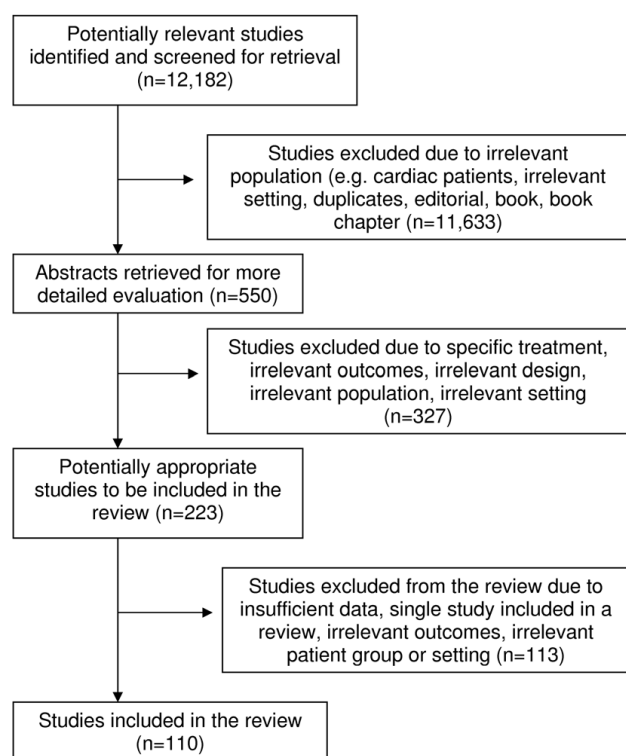 Potentially relevant studies
identified and screened for retrieval
(n=12,182)
Studies excluded due to irrelevant
population (e.g. cardiac patients, irrelevant
setting, duplicates, editorial, book, book
chapter (n=11,633)
Abstracts retrieved for more
detailed evaluation (n=550)
Studies excluded due to specific treatment,
irrelevant outcomes, irrelevant design,
irrelevant population, irrelevant setting
(n=327)
Potentially appropriate
studies to be included in the
review (n=223)
Studies excluded from the review due to
insufficient data, single study included in a
review, irrelevant outcomes, irrelevant
patient group or setting (n=113)
Studies included in the review
(n=110)